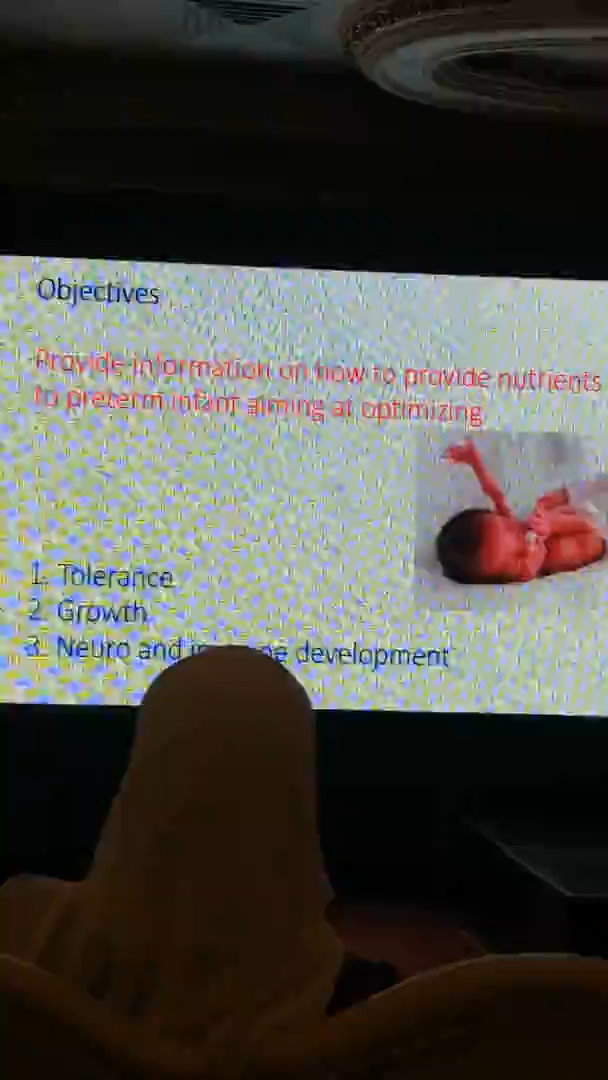 Objectives
Provide information on how to provide nutrients
to preterm infant aiming at optimizing
1. Tolerance
2. Growth
3. Neuro and development